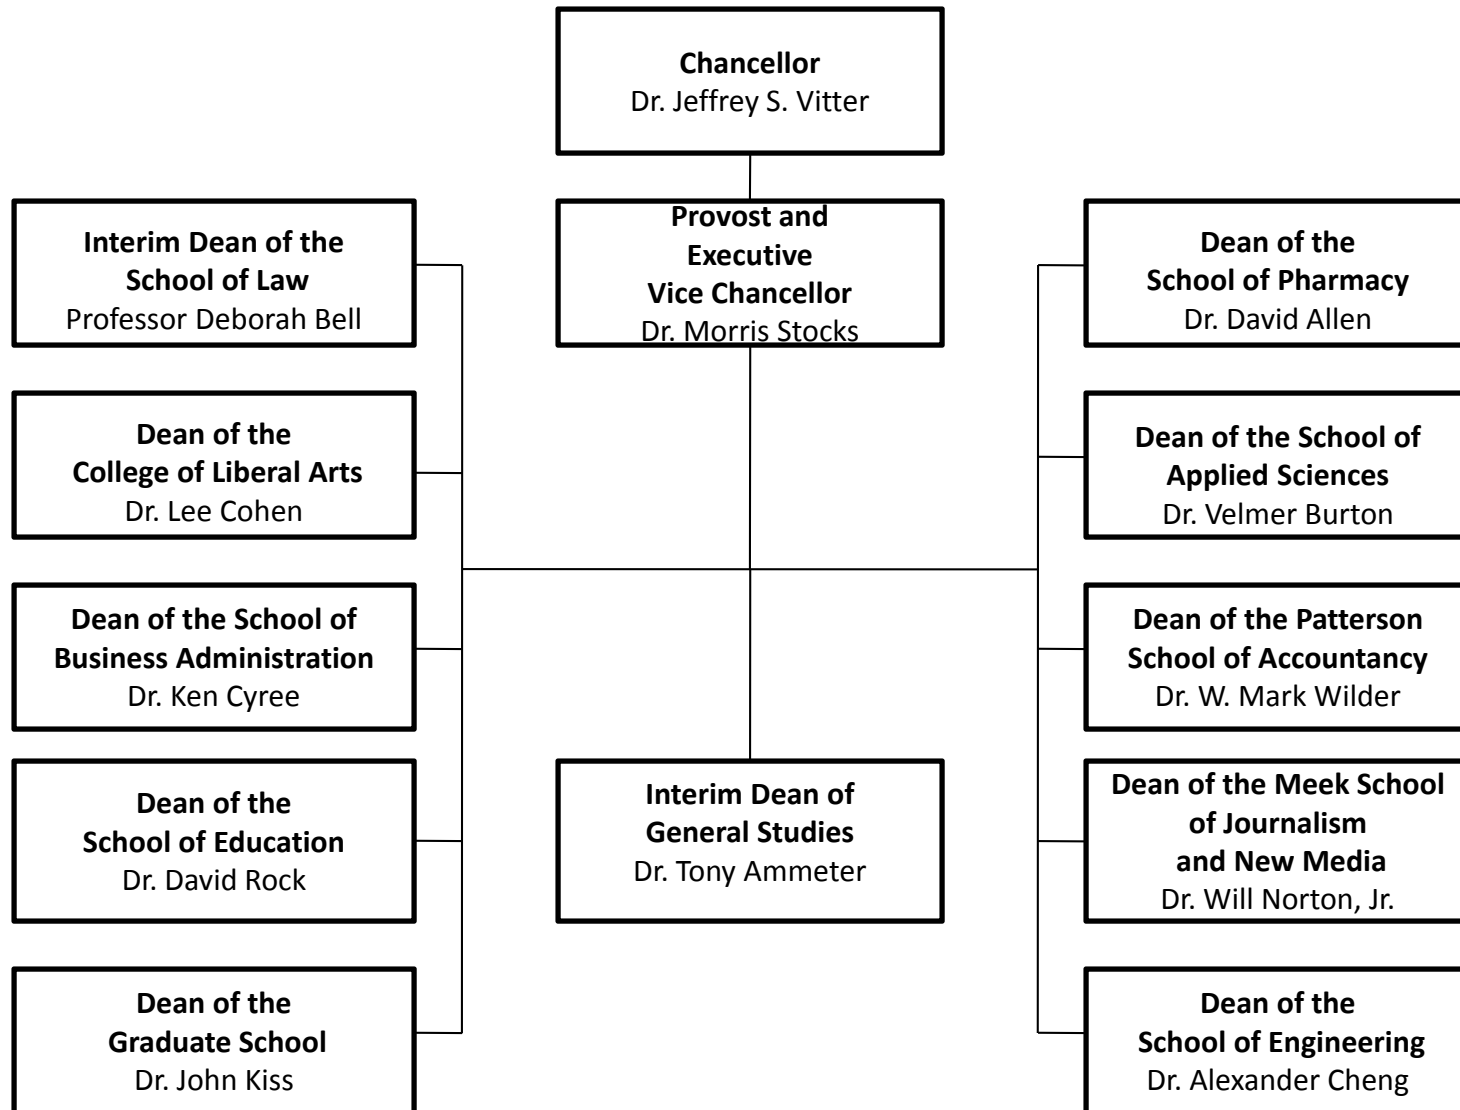 Chancellor
Dr. Jeffrey S. Vitter
Provost and
Executive
Vice Chancellor
Dr. Morris Stocks
Interim Dean of the
School of Law
Professor Deborah Bell
Dean of the
College of Liberal Arts
Dr. Lee Cohen
Dean of the School of
Business Administration
Dr. Ken Cyree
Dean of the
School of Education
Dr. David Rock
Dean of the
Graduate School
Dr. John Kiss
Interim Dean of
General Studies
Dr. Tony Ammeter
Dean of the
School of Pharmacy
Dr. David Allen
Dean of the School of
Applied Sciences
Dr. Velmer Burton
Dean of the Patterson
School of Accountancy
Dr. W. Mark Wilder
Dean of the Meek School
of Journalism
and New Media
Dr. Will Norton, Jr.
Dean of the
School of Engineering
Dr. Alexander Cheng